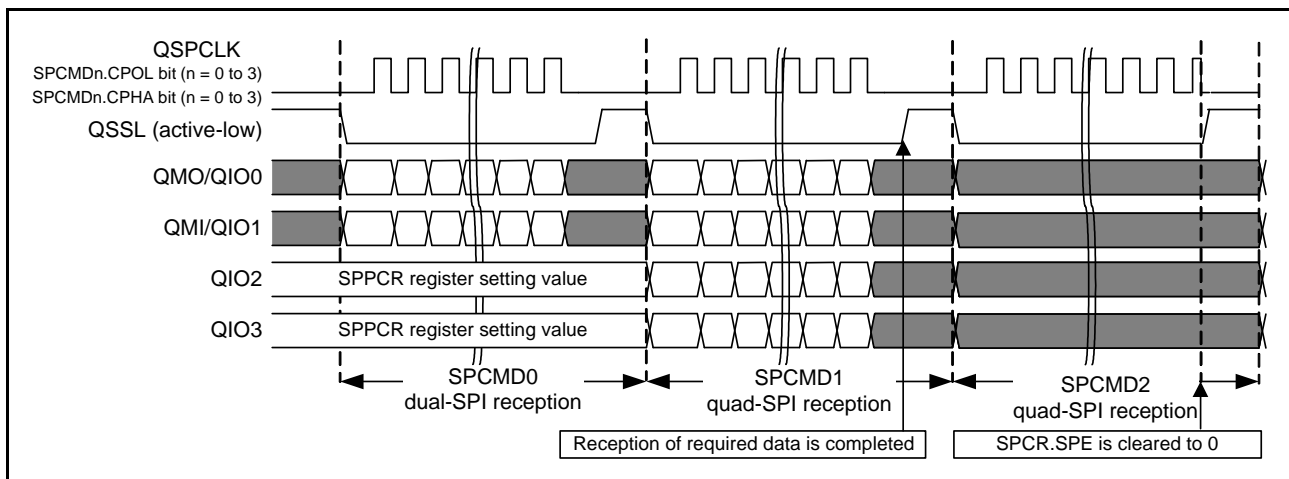 QSPCLK
SPCMDn.CPOL bit (n = 0 to 3)
SPCMDn.CPHA bit (n = 0 to 3)
QSSL (active-low)
QMO/QIO0
QMI/QIO1
QIO2
SPPCR register setting value
QIO3
SPPCR register setting value
SPCMD0
dual-SPI reception
SPCMD1
quad-SPI reception
SPCMD2
quad-SPI reception
Reception of required data is completed
SPCR.SPE is cleared to 0